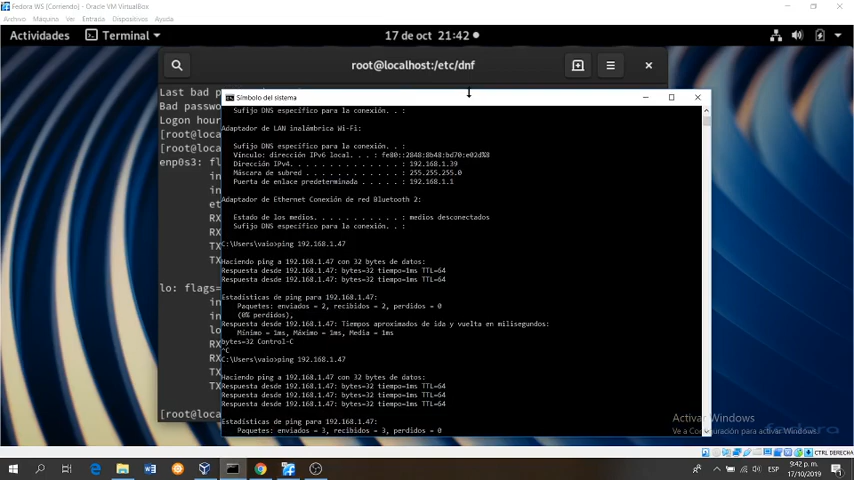 Fedora WS (Corriendo) - Oracle VM VirtualBox
Archivo Máquina Ver Entrada Dispositivos Ayuda
Actividades Terminal 17 de oct 21:42
root@localhost:/etc/dnf
Last bad p
Bad passwo
Logon hour
[root@loca
[root@loca
enp0s3: fl
in
in
et
RX
RX
TX
TX
lo: flags=
in
in
lo
RX
RX
TX
TX
[root@loca
Símbolo del sistema
Sufijo DNS específico para la conexión. . :
Adaptador de LAN inalámbrica Wi-Fi:
Sufijo DNS específico para la conexión. . :
Vínculo: dirección IPv6 local. . . : fe80::2848:8b48:bd70:e02d%8
Dirección IPv4. . . . . . . . . . . . . . : 192.168.1.39
Máscara de subred . . . . . . . . . . . . : 255.255.255.0
Puerta de enlace predeterminada . . . . . : 192.168.1.1
Adaptador de Ethernet Conexión de red Bluetooth 2:
Estado de los medios. . . . . . . . . . . : medios desconectados
Sufijo DNS específico para la conexión. . :
C:\Users\vaio>ping 192.168.1.47
Haciendo ping a 192.168.1.47 con 32 bytes de datos:
Respuesta desde 192.168.1.47: bytes=32 tiempo=1ms TTL=64
Respuesta desde 192.168.1.47: bytes=32 tiempo=1ms TTL=64
Estadísticas de ping para 192.168.1.47:
Paquetes: enviados = 2, recibidos = 2, perdidos = 0
(0% perdidos),
Respuesta desde 192.168.1.47: Tiempos aproximados de ida y vuelta en milisegundos:
Mínimo = 1ms, Máximo = 1ms, Media = 1ms
bytes=32 Control-C
^C
C:\Users\vaio>ping 192.168.1.47
Haciendo ping a 192.168.1.47 con 32 bytes de datos:
Respuesta desde 192.168.1.47: bytes=32 tiempo=1ms TTL=64
Respuesta desde 192.168.1.47: bytes=32 tiempo=1ms TTL=64
Respuesta desde 192.168.1.47: bytes=32 tiempo=1ms TTL=64
Estadísticas de ping para 192.168.1.47:
Paquetes: enviados = 3, recibidos = 3, perdidos = 0
Activar Windows
Ve a Configuración para activar Windows.
fedora
CTRL DERECHA
ESP
9:42 p. m.
17/10/2019